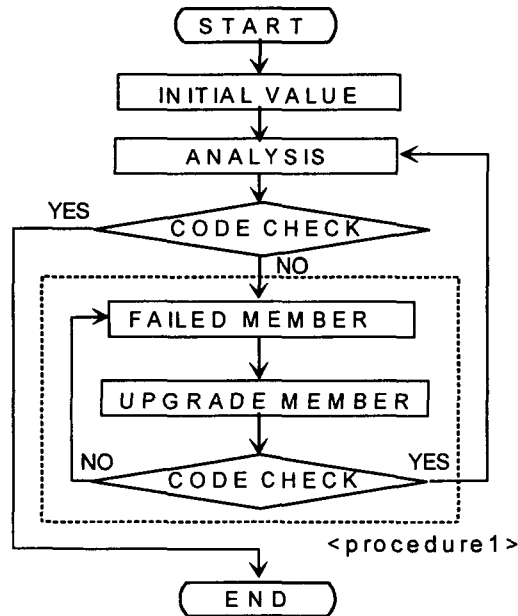 START
INITIAL VALUE
ANALYSIS
YES
CODE CHECK
NO
FAILED MEMBER
UPGRADE MEMBER
NO
CODE CHECK
YES
<procedure1>
END